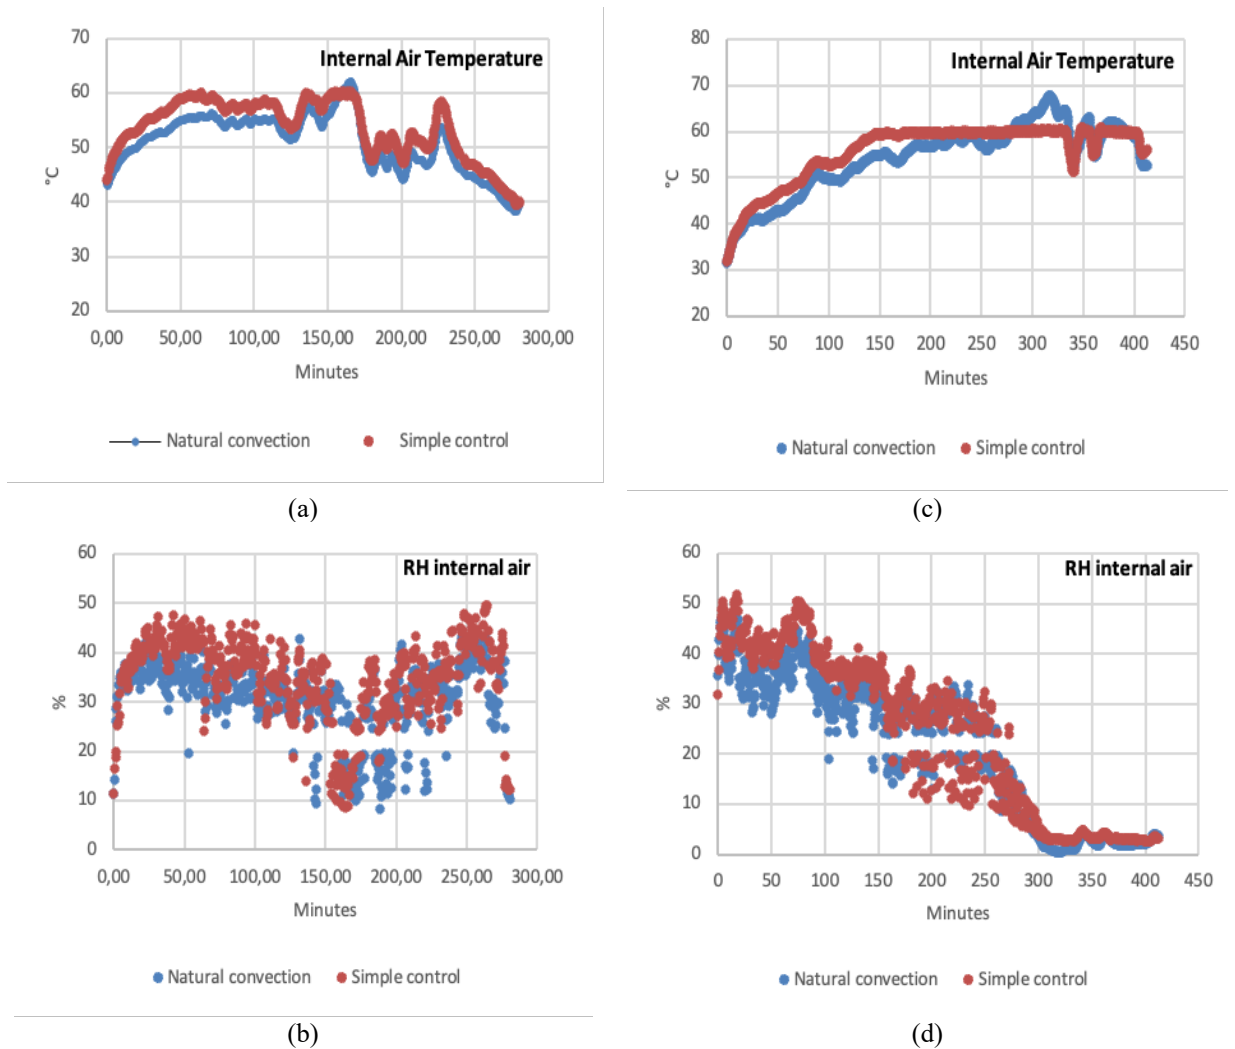 Internal Air Temperature
70
60
50
40
30
20
°C
0,00 50,00 100,00 150,00 200,00 250,00 300,00
Minutes
Natural convection Simple control
(a)
Internal Air Temperature
80
70
60
50
40
30
20
°C
0 50 100 150 200 250 300 350 400 450
Minutes
Natural convection Simple control
(c)
RH internal air
60
50
40
30
20
10
0
%
0,00 50,00 100,00 150,00 200,00 250,00 300,00
Minutes
Natural convection Simple control
(b)
RH internal air
60
50
40
30
20
10
0
%
0 50 100 150 200 250 300 350 400 450
Minutes
Natural convection Simple control
(d)